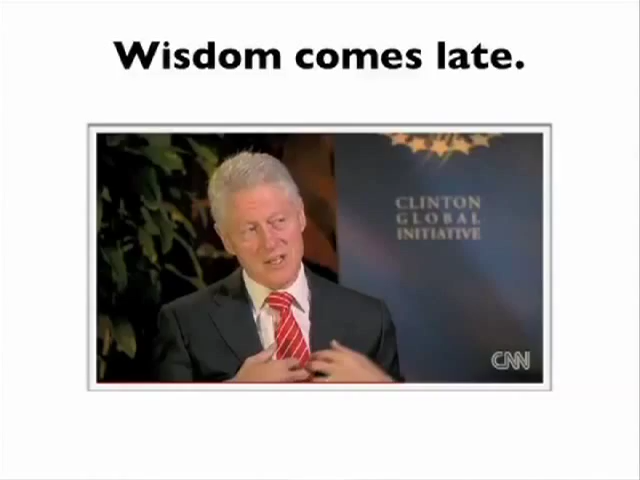 Wisdom comes late.
CLINTON
GLOBAL
INITIATIVE
CNN